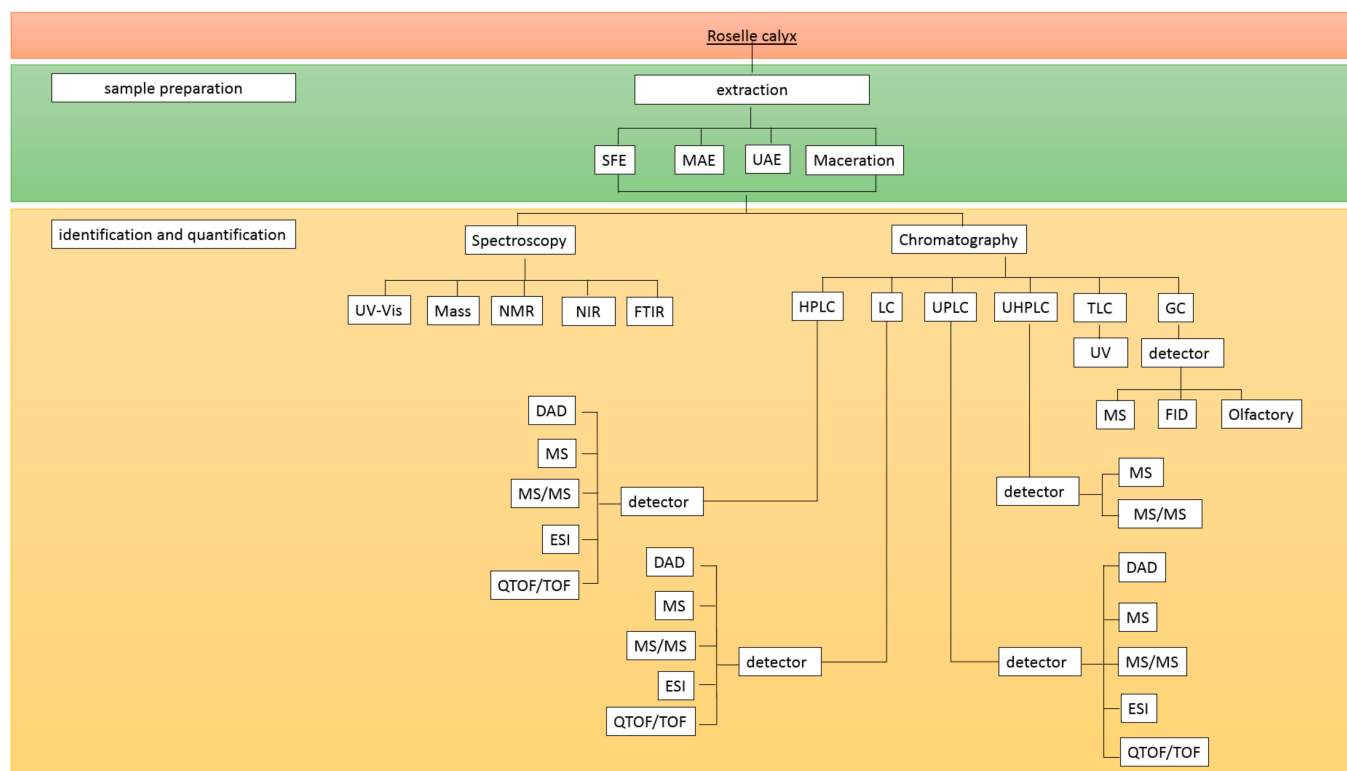 Roselle calyx
sample preparation
extraction
SFE
MAE
UAE
Maceration
identification and quantification
Spectroscopy
Chromatography
UV-Vis
Mass
NMR
NIR
FTIR
HPLC
LC
UPLC
UHPLC
TLC
GC
UV
detector
MS
FID
Olfactory
DAD
MS
MS/MS
ESI
QTOF/TOF
detector
detector
MS
MS/MS
DAD
MS
MS/MS
ESI
QTOF/TOF
detector
detector
DAD
MS
MS/MS
ESI
QTOF/TOF